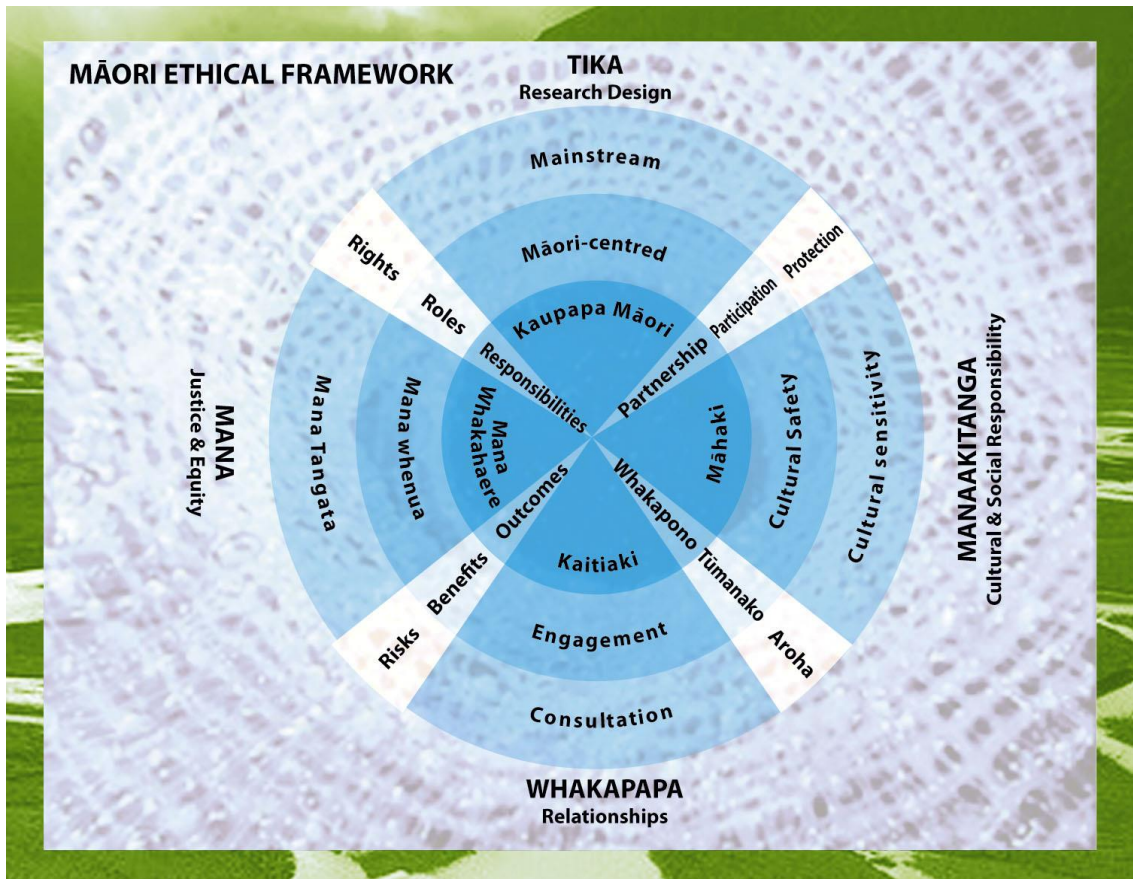 MĀORI ETHICAL FRAMEWORK
TIKA
Research Design
Mainstream
Māori-centred
Kaupapa Māori
Rights
Roles
Responsibilities
Protection
Participation
Partnership
MANA
Justice & Equity
Mana Tangata
Mana whenua
Mana
Whakahaere
Māhaki
Cultural Safety
Cultural sensitivity
MANAAKITANGA
Cultural & Social Responsibility
Outcomes
Benefits
Risks
Whakapono
Tūmanako
Aroha
Kaitiaki
Engagement
Consultation
WHAKAPAPA
Relationships